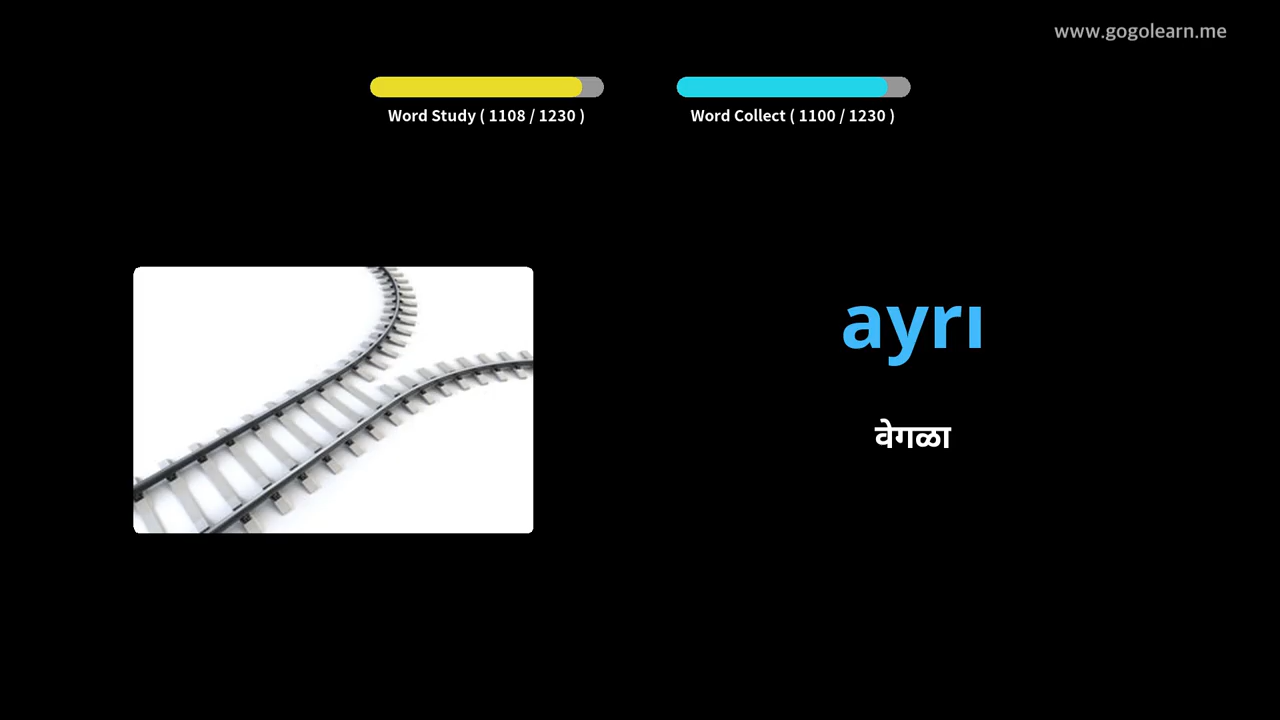 www.gogolearn.me
Word Study ( 1108 / 1230 )
Word Collect ( 1100 / 1230 )
ayrı
वेगळा